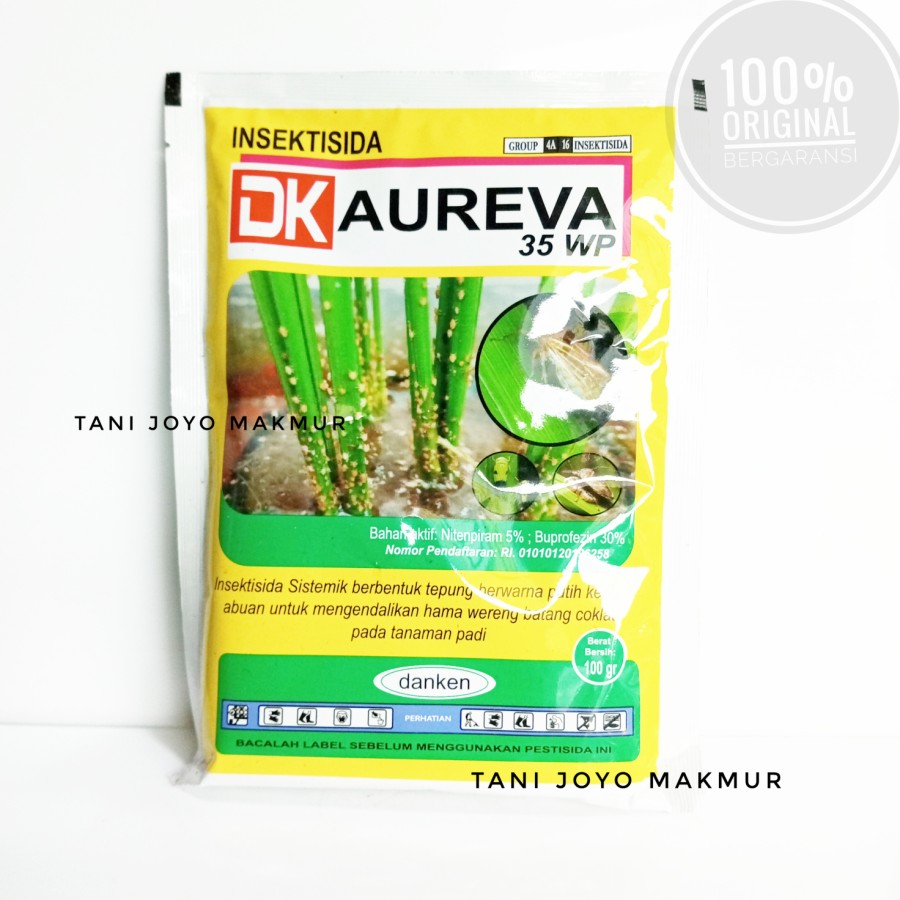 100%
ORIGINAL
BERGARANSI
INSEKTISIDA
GROUP 4A 16 INSEKTISIDA
DK AUREVA
35 WP
TANI JOYO MAKMUR
Bahan aktif: Nitenpiram 5% ; Buprofezin 30%
Nomor Pendaftaran: RI.
Insektisida Sistemik berbentuk tepung berwarna putih
abuan untuk mengendalikan hama wereng batang coklat
pada tanaman padi
Berat
Bersih:
100 gr
danken
PERHATIAN
BACALAH LABEL SEBELUM MENGGUNAKAN PESTISIDA INI
TANI JOYO MAKMUR